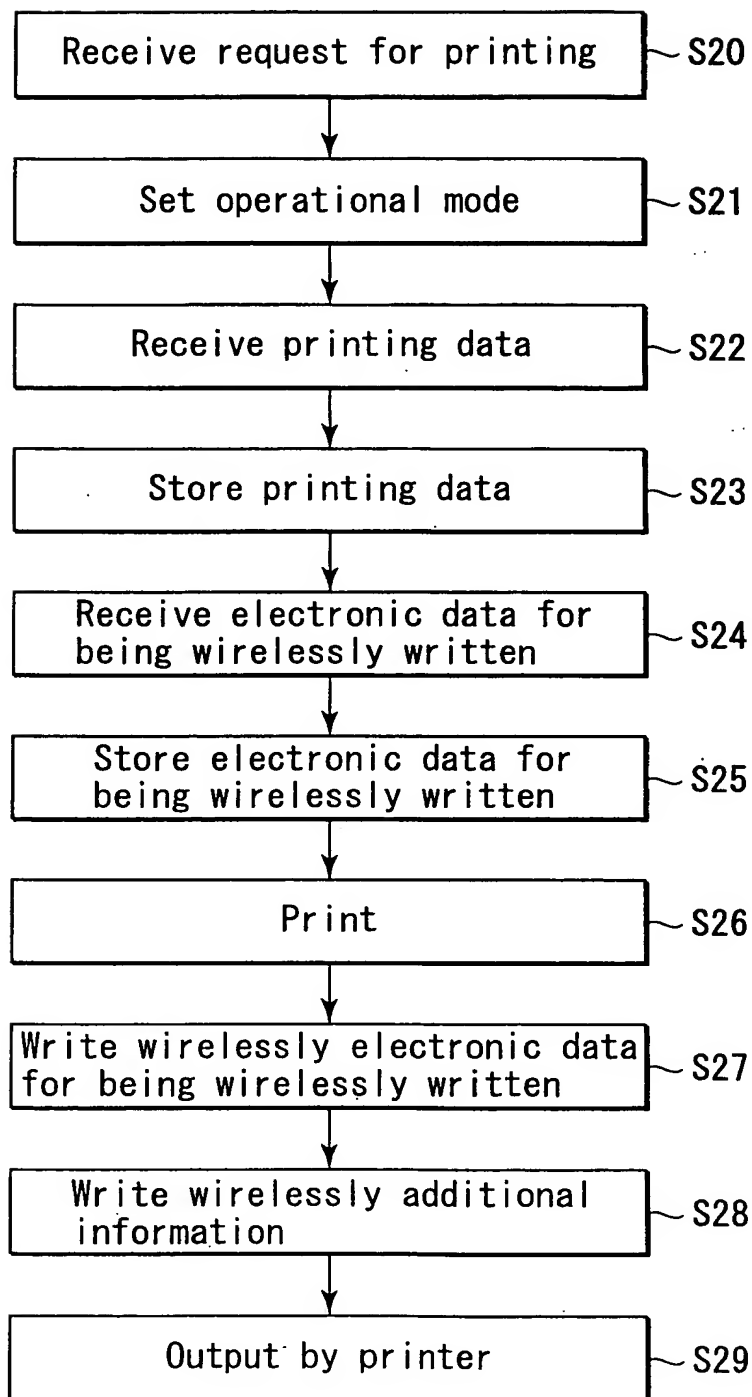 Receive request for printing
S20
Set operational mode
S21
Receive printing data
S22
Store printing data
S23
Receive electronic data for
being wirelessly written
S24
Store electronic data for
being wirelessly written
S25
Print
S26
Write wirelessly electronic data
for being wirelessly written
S27
Write wirelessly additional
information
S28
Output by printer
S29